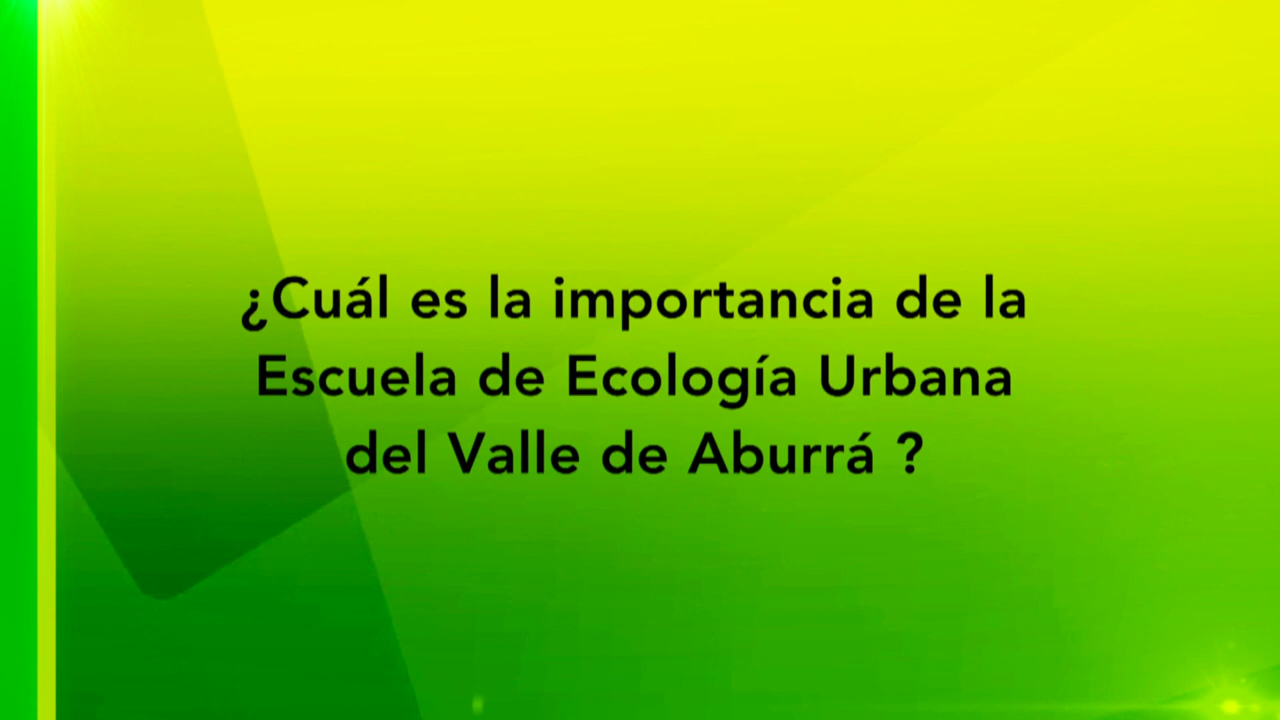 ¿Cuál es la importancia de la
Escuela de Ecología Urbana
del Valle de Aburrá ?